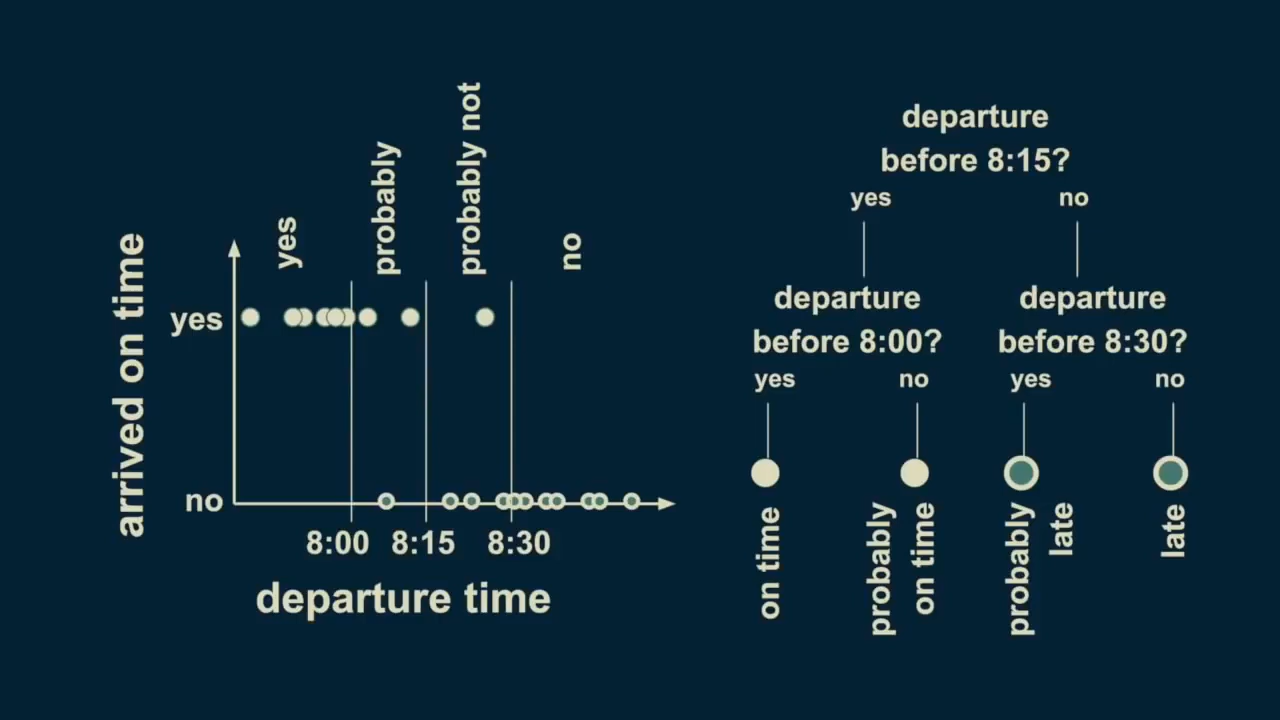 yes
probably
probably not
no
arrived on time
yes
no
8:00
8:15
8:30
departure time
departure
before 8:15?
yes
no
departure
before 8:00?
departure
before 8:30?
yes
no
yes
no
on time
probably
on time
probably
late
late